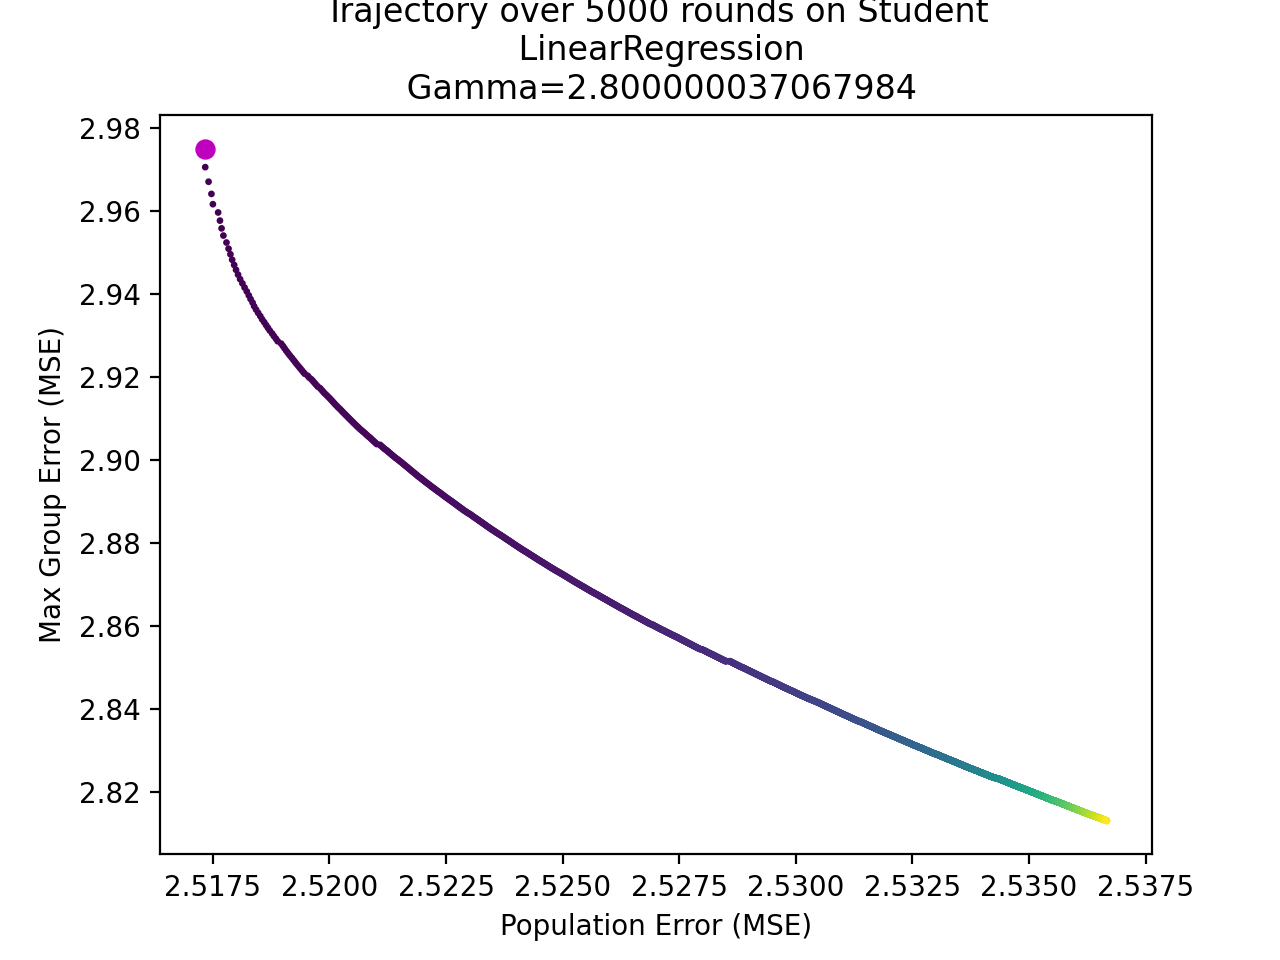 Trajectory over 5000 rounds on Student
LinearRegression
Gamma=2.800000037067984
2.98
2.96
2.94
2.92
2.90
2.88
2.86
2.84
2.82
Max Group Error (MSE)
2.5175 2.5200 2.5225 2.5250 2.5275 2.5300 2.5325 2.5350 2.5375
Population Error (MSE)